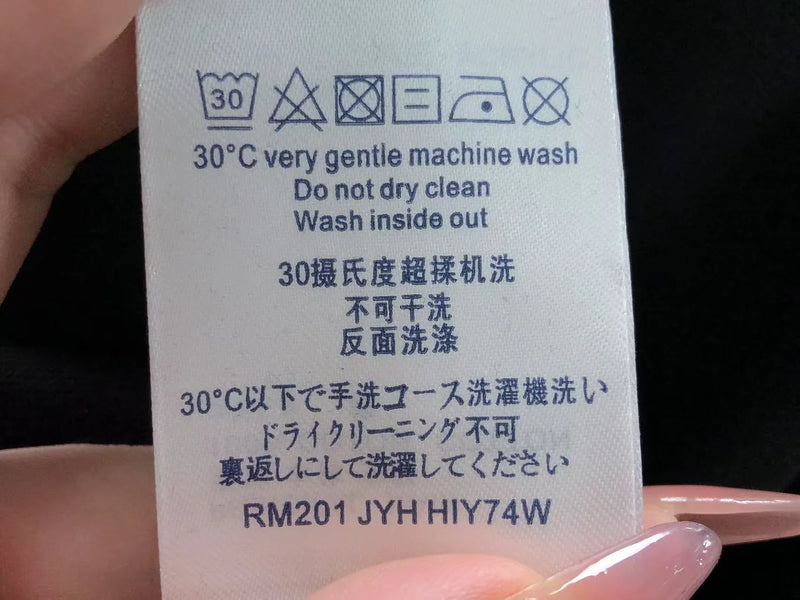 30
30°C very gentle machine wash
Do not dry clean
Wash inside out
30摄氏度超揉机洗
不可干洗
反面洗涤
30°C以下で手洗コース洗濯機洗い
ドライクリーニング不可
裏返しにして洗濯してください
RM201 JYH HIY74W